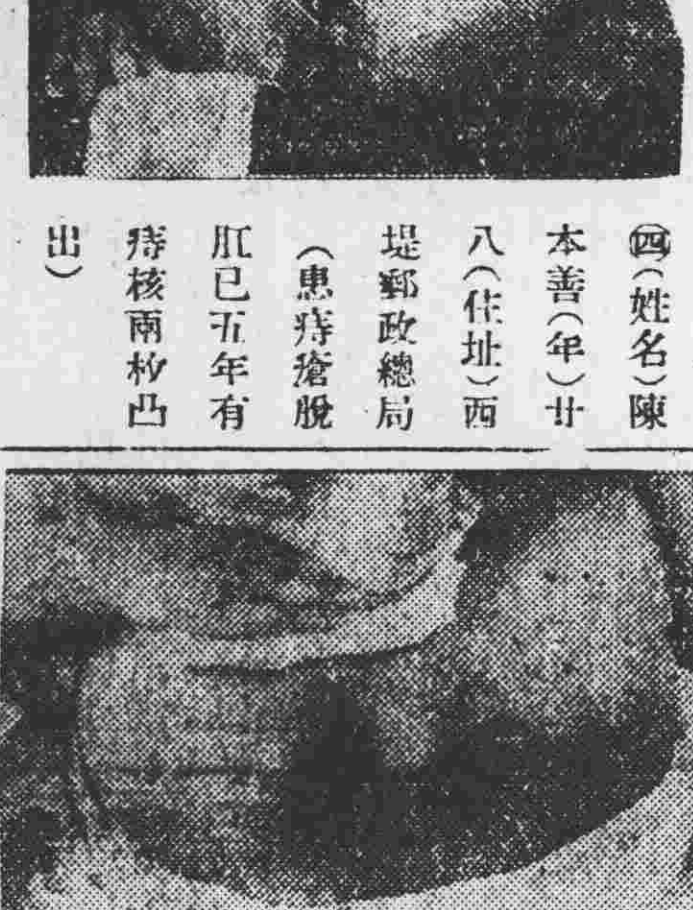 ㊃(姓名)陳
本善(年)廿
八(住址)西
堤郵政總局
(患痔瘡脫
肛已五年有
痔核兩枚凸
出)